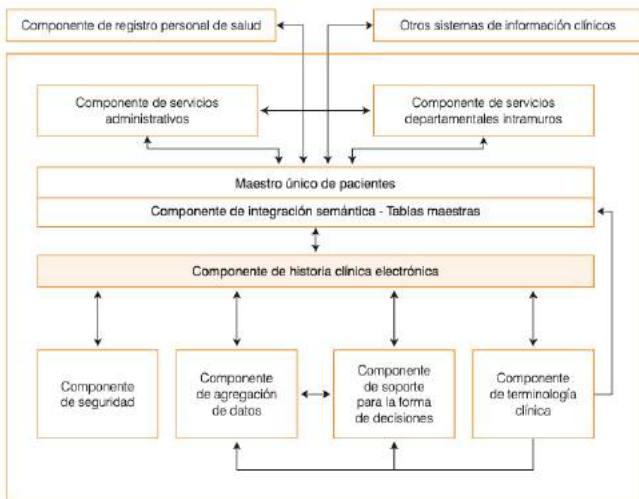 Componente de registro personal de salud
Otros sistemas de información clínicos
Componente de servicios
administrativos
Componente de servicios
departamentales intramuros
Maestro único de pacientes
Componente de integración semántica - Tablas maestras
Componente de historia clínica electrónica
Componente
de seguridad
Componente
de agregación
de datos
Componente
de soporte
para la forma
de decisiones
Componente
de terminología
clínica